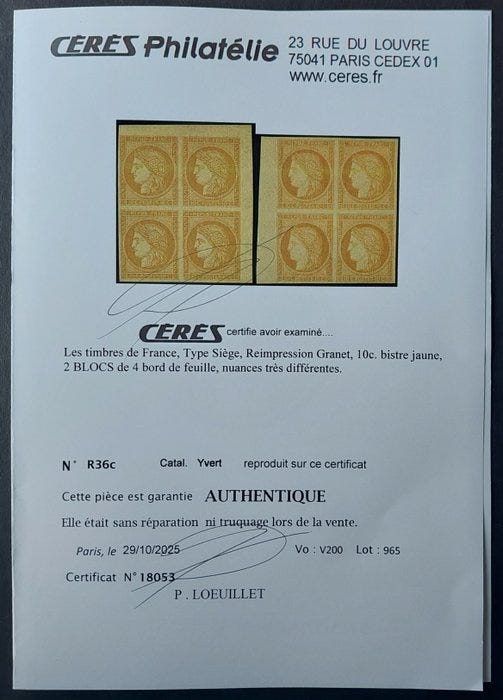 CÉRÈS Philatélie
23 RUE DU LOUVRE
75041 PARIS CEDEX 01
www.ceres.fr
CÉRÈS certifie avoir examiné....
Les timbres de France, Type Siège, Reimpression Granet, 10c. bistre jaune,
2 BLOCS de 4 bord de feuille, nuances très différentes.
N° R36c Catal. Yvert reproduit sur ce certificat
Cette pièce est garantie AUTHENTIQUE
Elle était sans réparation ni truquage lors de la vente.
Paris, le 29/10/2025 Vo : V200 Lot : 965
Certificat N° 18053
P. LOEUILLET